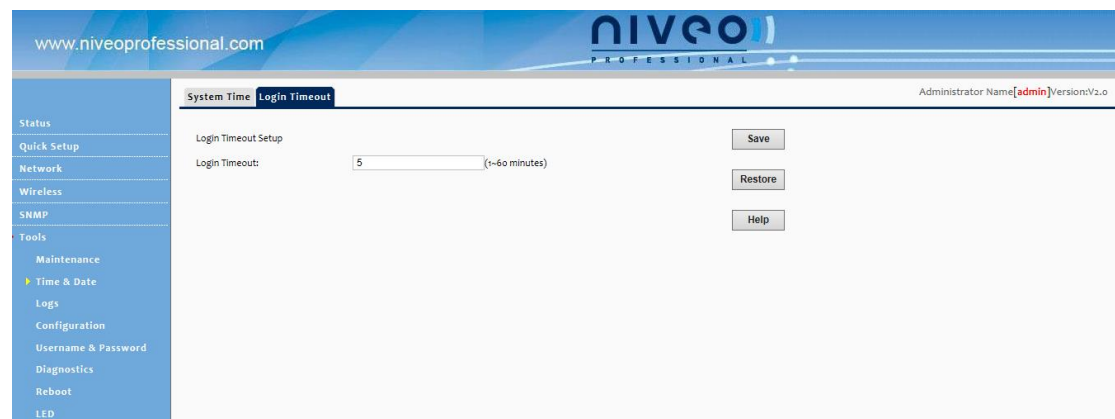 www.niveoprofessional.com
niveo
PROFESSIONAL
System Time Login Timeout
Administrator Name[admin]Version:V2.0
Status
Quick Setup
Network
Wireless
SNMP
Tools
Maintenance
Time & Date
Logs
Configuration
Username & Password
Diagnostics
Reboot
LED
Login Timeout Setup
Login Timeout: 5 (1~60 minutes)
Save
Restore
Help